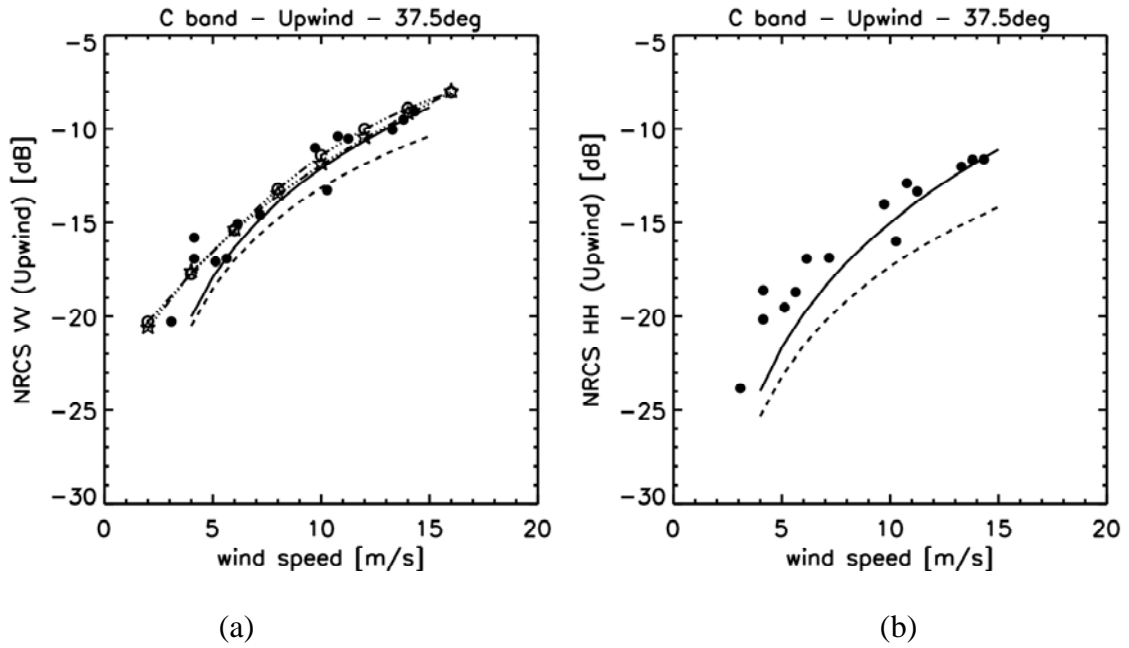 C band – Upwind – 37.5deg
NRCS VV (Upwind) [dB]
−5
−10
−15
−20
−25
−30
0 5 10 15 20
wind speed [m/s]
(a)
C band – Upwind – 37.5deg
NRCS HH (Upwind) [dB]
−5
−10
−15
−20
−25
−30
0 5 10 15 20
wind speed [m/s]
(b)